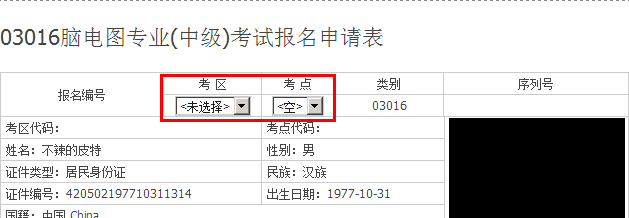 03016脑电图专业(中级)考试报名申请表
报名编号 考 区 考 点 类别 序列号
<未选择> <空> 03016
考区代码: 考点代码:
姓名: 不辣的皮特 性别: 男
证件类型: 居民身份证 民族: 汉族
证件编号: 420502197710311314 出生日期: 1977-10-31
国籍: 中国 China